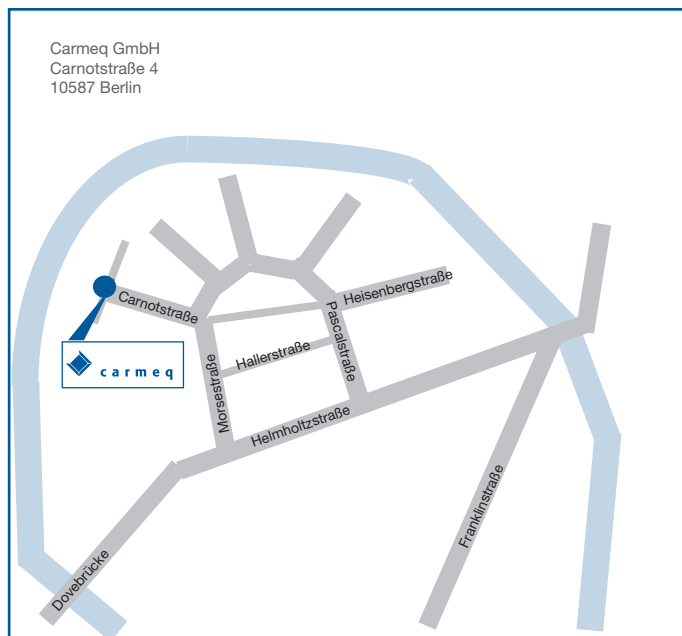 Carmeq GmbH
Carnotstraße 4
10587 Berlin
Carnotstraße
Heisenbergstraße
Pascalstraße
Hallerstraße
Morsestraße
carmeq
Helmholtzstraße
Franklinstraße
Dovebrücke